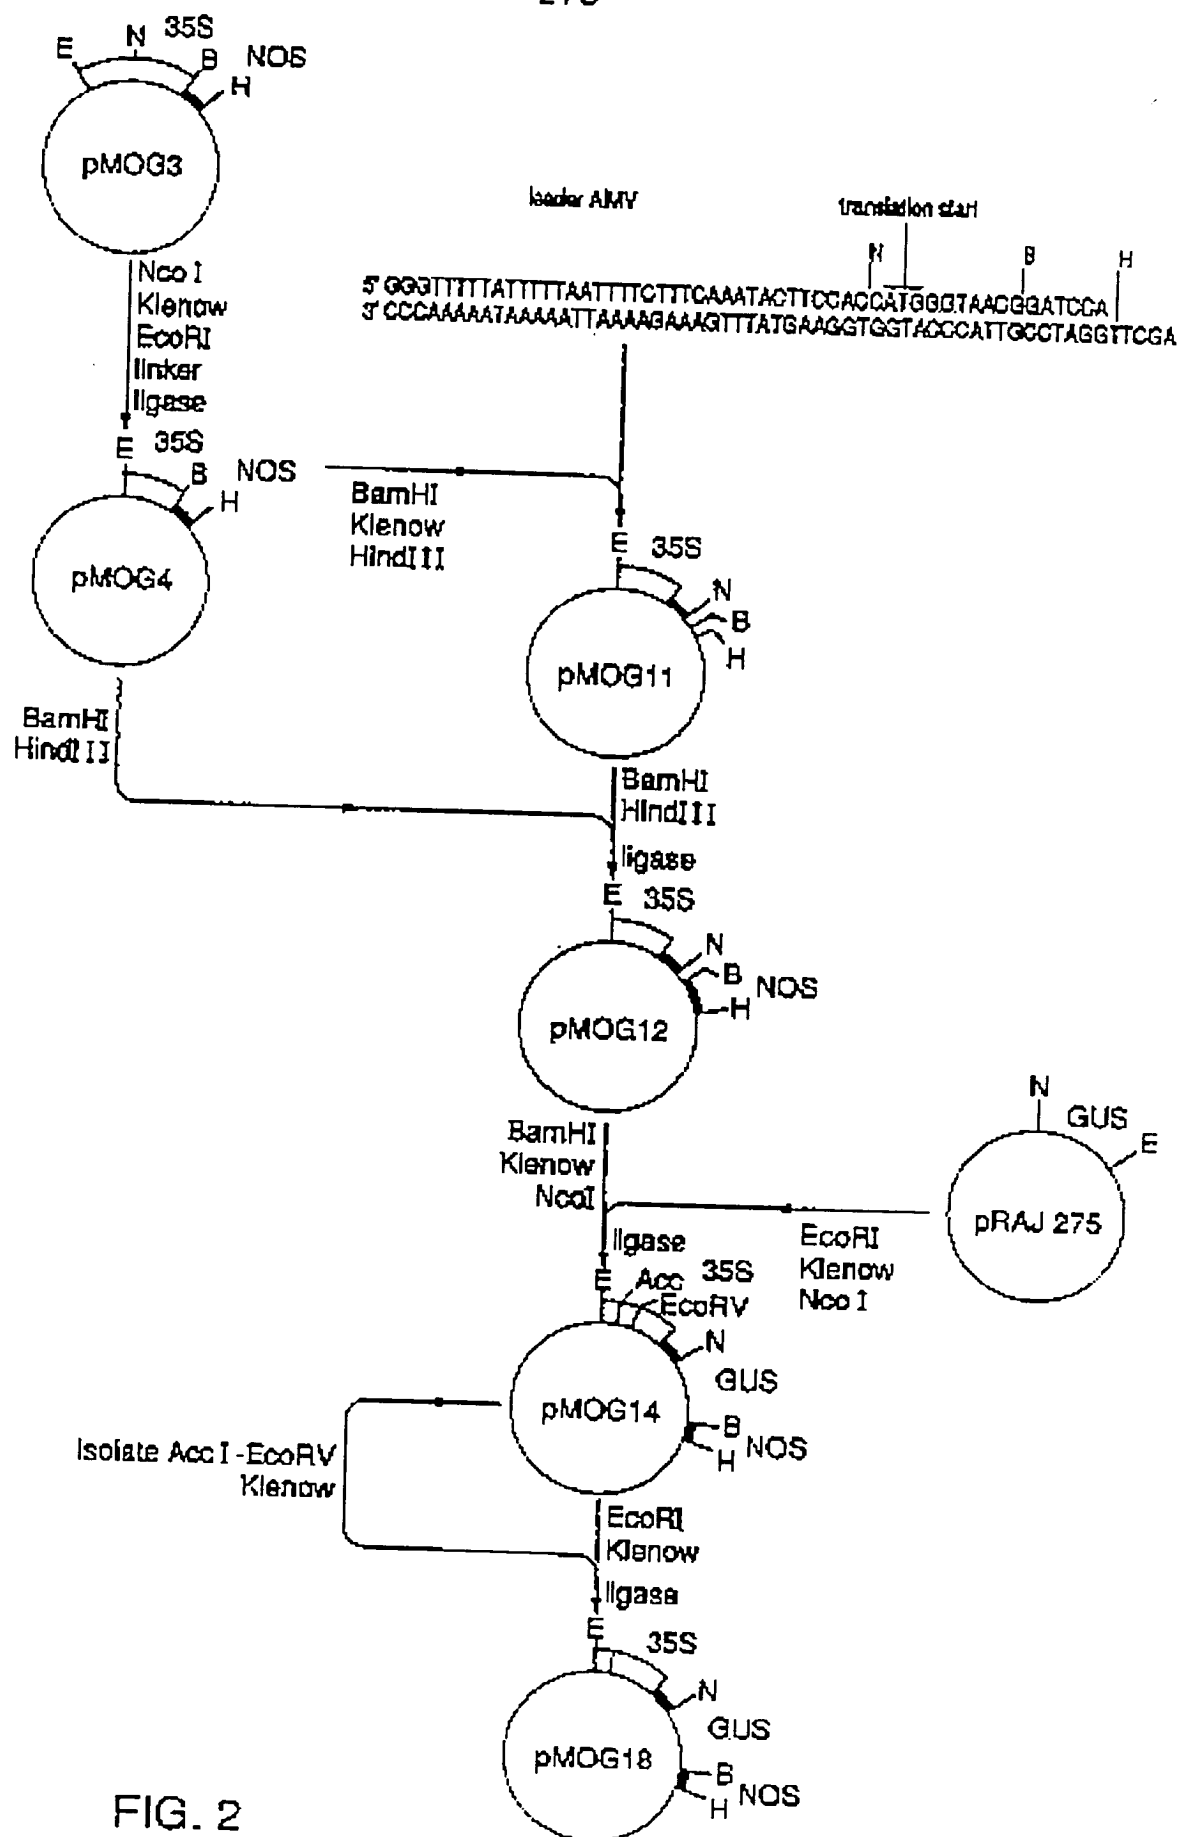 35S
E N B NOS
H
pMOG3
leader AlMV
translation start
N B H
Nco I
Klenow
EcoRI
linker
ligase
5' GGGTTTTTATTTTTAATTTTCTTTCAAATACTTCCACCATGGGTAACGGATCCA
3' CCCAAAAATAAAAATTAAAAGAAAGTTTATGAAGGTGGTACCCATTGCCTAGGTTCGA
E 35S
B NOS
H
pMOG4
BamHI
Klenow
HindIII
E 35S
N
B
H
pMOG11
BamHI
HindIII
BamHI
HindIII
ligase
E 35S
N
B NOS
H
pMOG12
BamHI
Klenow
NcoI
N GUS
E
pRAJ 275
EcoRI
Klenow
Nco I
ligase
E Acc 35S
EcoRV
N
GUS
pMOG14
B
H NOS
Isolate Acc I - EcoRV
Klenow
EcoRI
Klenow
ligase
E 35S
N
GUS
pMOG18
B
H NOS
FIG. 2